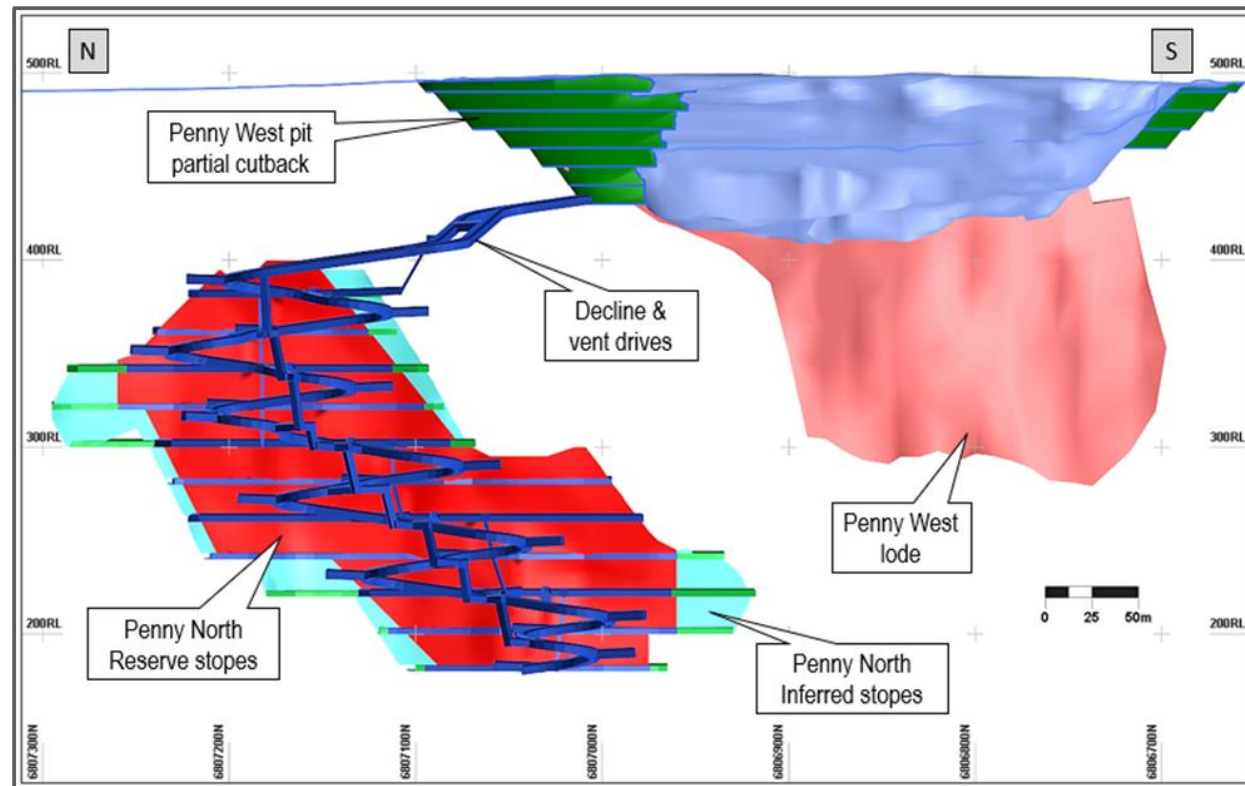 N
S
500RL
500RL
Penny West pit
partial cutback
400RL
400RL
Decline &
vent drives
300RL
300RL
Penny West
lode
0 25 50m
200RL
200RL
Penny North
Reserve stopes
Penny North
Inferred stopes
6807300N
6807200N
6807100N
6807000N
6806900N
6806800N
6806700N